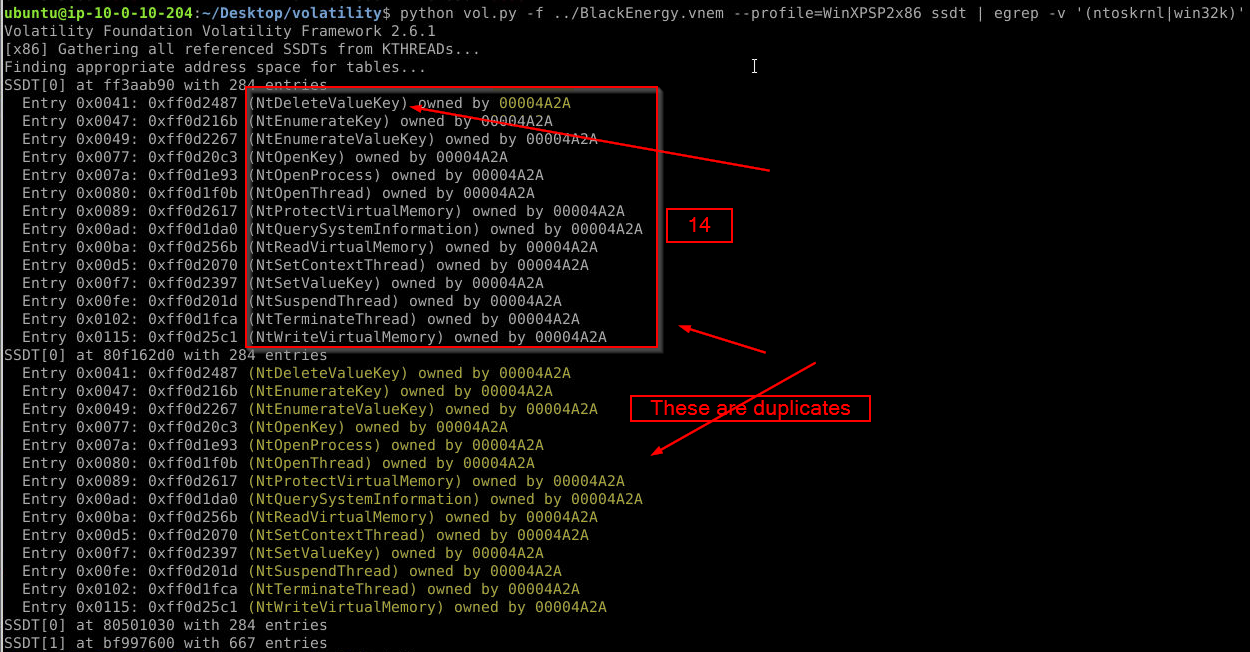 ubuntu@ip-10-0-10-204:~/Desktop/volatility$ python vol.py -f ../BlackEnergy.vnem --profile=WinXPSP2x86 ssdt | egrep -v '(ntoskrnl|win32k)'
Volatility Foundation Volatility Framework 2.6.1
[x86] Gathering all referenced SSDTs from KTHREADs...
Finding appropriate address space for tables...
SSDT[0] at ff3aab90 with 284 entries
Entry 0x0041: 0xff0d2487 (NtDeleteValueKey) owned by 00004A2A
Entry 0x0047: 0xff0d216b (NtEnumerateKey) owned by 00004A2A
Entry 0x0049: 0xff0d2267 (NtEnumerateValueKey) owned by 00004A2A
Entry 0x0077: 0xff0d20c3 (NtOpenKey) owned by 00004A2A
Entry 0x007a: 0xff0d1e93 (NtOpenProcess) owned by 00004A2A
Entry 0x0080: 0xff0d1f0b (NtOpenThread) owned by 00004A2A
Entry 0x0089: 0xff0d2617 (NtProtectVirtualMemory) owned by 00004A2A
14
Entry 0x00ad: 0xff0d1da0 (NtQuerySystemInformation) owned by 00004A2A
Entry 0x00ba: 0xff0d256b (NtReadVirtualMemory) owned by 00004A2A
Entry 0x00d5: 0xff0d2070 (NtSetContextThread) owned by 00004A2A
Entry 0x00f7: 0xff0d2397 (NtSetValueKey) owned by 00004A2A
Entry 0x00fe: 0xff0d201d (NtSuspendThread) owned by 00004A2A
Entry 0x0102: 0xff0d1fca (NtTerminateThread) owned by 00004A2A
Entry 0x0115: 0xff0d25c1 (NtWriteVirtualMemory) owned by 00004A2A
SSDT[0] at 80f162d0 with 284 entries
Entry 0x0041: 0xff0d2487 (NtDeleteValueKey) owned by 00004A2A
Entry 0x0047: 0xff0d216b (NtEnumerateKey) owned by 00004A2A
Entry 0x0049: 0xff0d2267 (NtEnumerateValueKey) owned by 00004A2A
These are duplicates
Entry 0x0077: 0xff0d20c3 (NtOpenKey) owned by 00004A2A
Entry 0x007a: 0xff0d1e93 (NtOpenProcess) owned by 00004A2A
Entry 0x0080: 0xff0d1f0b (NtOpenThread) owned by 00004A2A
Entry 0x0089: 0xff0d2617 (NtProtectVirtualMemory) owned by 00004A2A
Entry 0x00ad: 0xff0d1da0 (NtQuerySystemInformation) owned by 00004A2A
Entry 0x00ba: 0xff0d256b (NtReadVirtualMemory) owned by 00004A2A
Entry 0x00d5: 0xff0d2070 (NtSetContextThread) owned by 00004A2A
Entry 0x00f7: 0xff0d2397 (NtSetValueKey) owned by 00004A2A
Entry 0x00fe: 0xff0d201d (NtSuspendThread) owned by 00004A2A
Entry 0x0102: 0xff0d1fca (NtTerminateThread) owned by 00004A2A
Entry 0x0115: 0xff0d25c1 (NtWriteVirtualMemory) owned by 00004A2A
SSDT[0] at 80501030 with 284 entries
SSDT[1] at bf997600 with 667 entries